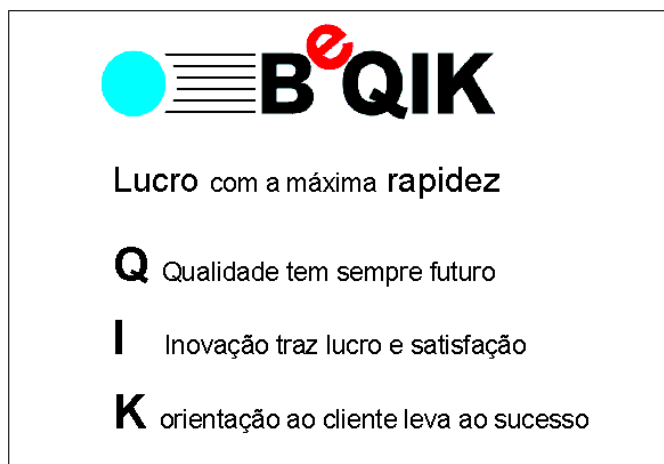 BeQIK
Lucro com a máxima rapidez
Q Qualidade tem sempre futuro
I Inovação traz lucro e satisfação
K orientação ao cliente leva ao sucesso